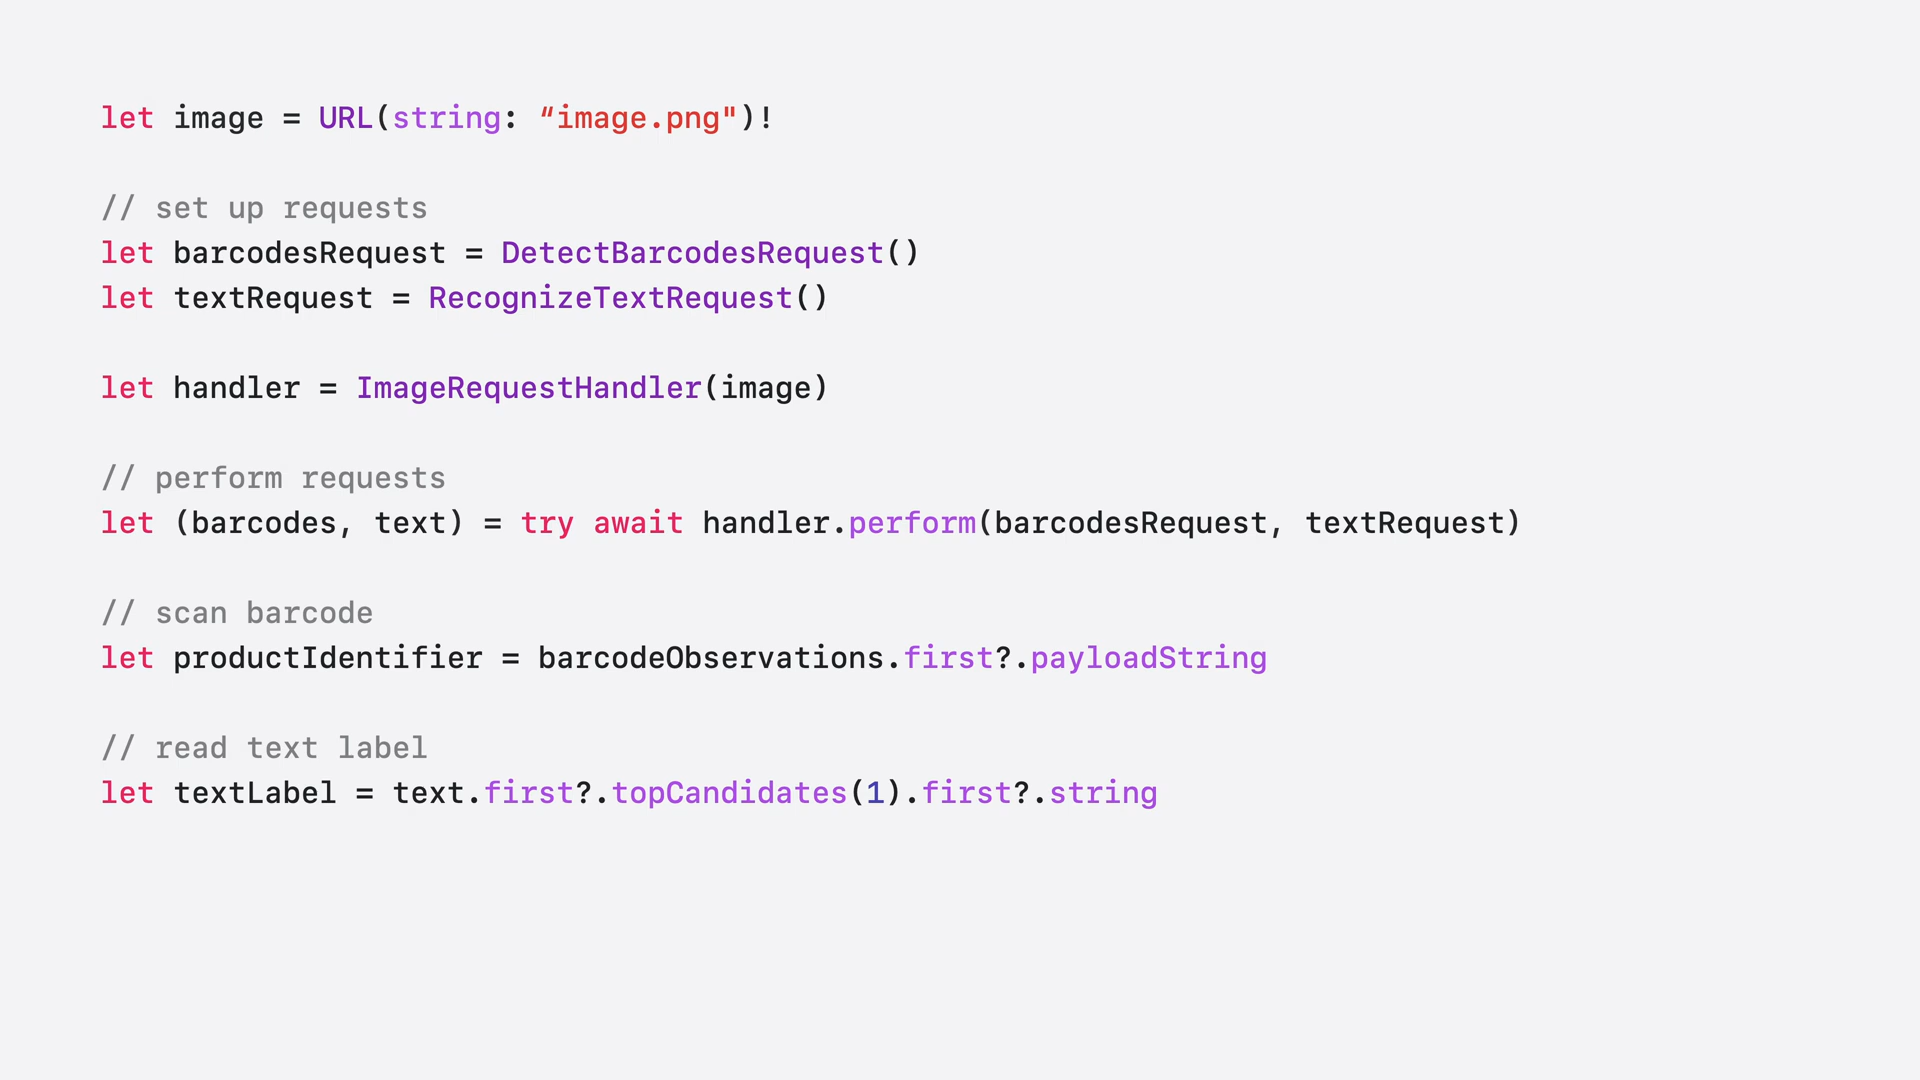 let image = URL(string: “image.png")!
// set up requests
let barcodesRequest = DetectBarcodesRequest()
let textRequest = RecognizeTextRequest()
let handler = ImageRequestHandler(image)
// perform requests
let (barcodes, text) = try await handler.perform(barcodesRequest, textRequest)
// scan barcode
let productIdentifier = barcodeObservations.first?.payloadString
// read text label
let textLabel = text.first?.topCandidates(1).first?.string